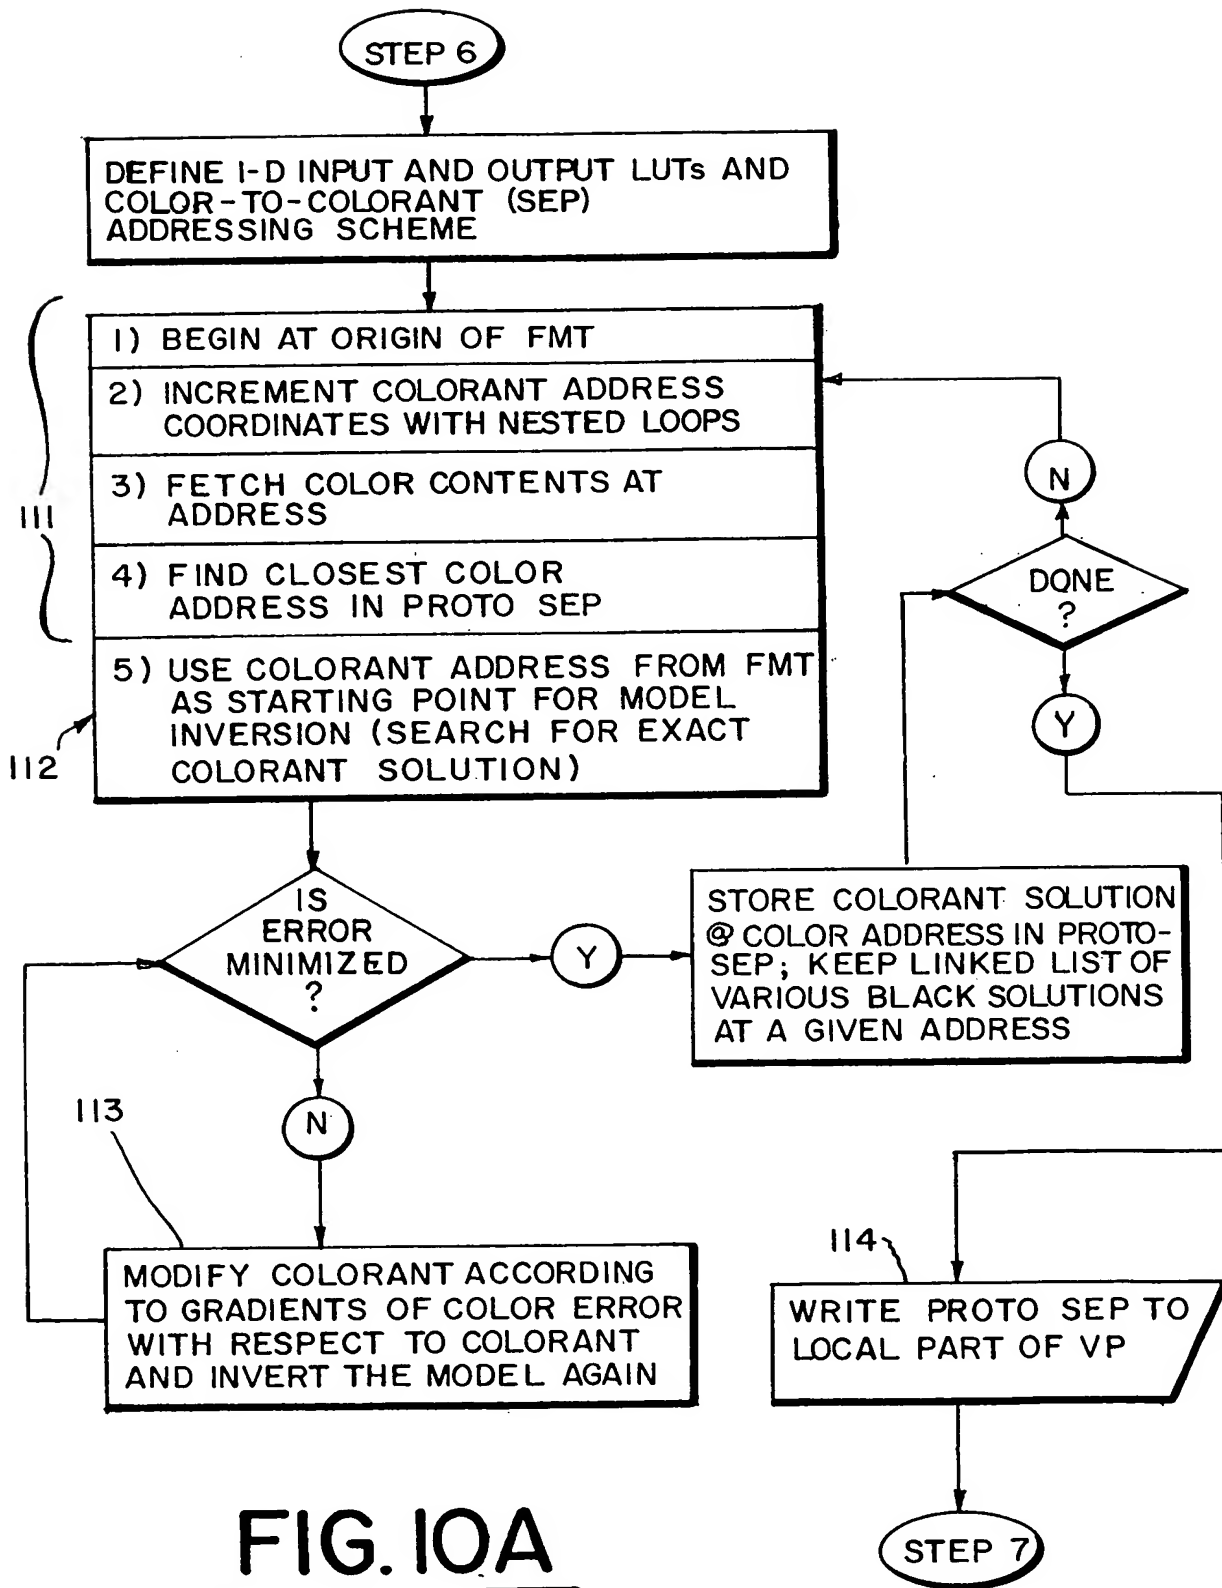 STEP 6
DEFINE 1-D INPUT AND OUTPUT LUTs AND
COLOR-TO-COLORANT (SEP)
ADDRESSING SCHEME
1) BEGIN AT ORIGIN OF FMT
2) INCREMENT COLORANT ADDRESS
COORDINATES WITH NESTED LOOPS
3) FETCH COLOR CONTENTS AT
ADDRESS
4) FIND CLOSEST COLOR
ADDRESS IN PROTO SEP
5) USE COLORANT ADDRESS FROM FMT
AS STARTING POINT FOR MODEL
INVERSION (SEARCH FOR EXACT
COLORANT SOLUTION)
111
112
N
DONE
?
Y
IS
ERROR
MINIMIZED
?
Y
STORE COLORANT SOLUTION
@ COLOR ADDRESS IN PROTO-
SEP; KEEP LINKED LIST OF
VARIOUS BLACK SOLUTIONS
AT A GIVEN ADDRESS
N
113
MODIFY COLORANT ACCORDING
TO GRADIENTS OF COLOR ERROR
WITH RESPECT TO COLORANT
AND INVERT THE MODEL AGAIN
114
WRITE PROTO SEP TO
LOCAL PART OF VP
STEP 7
FIG. 10A